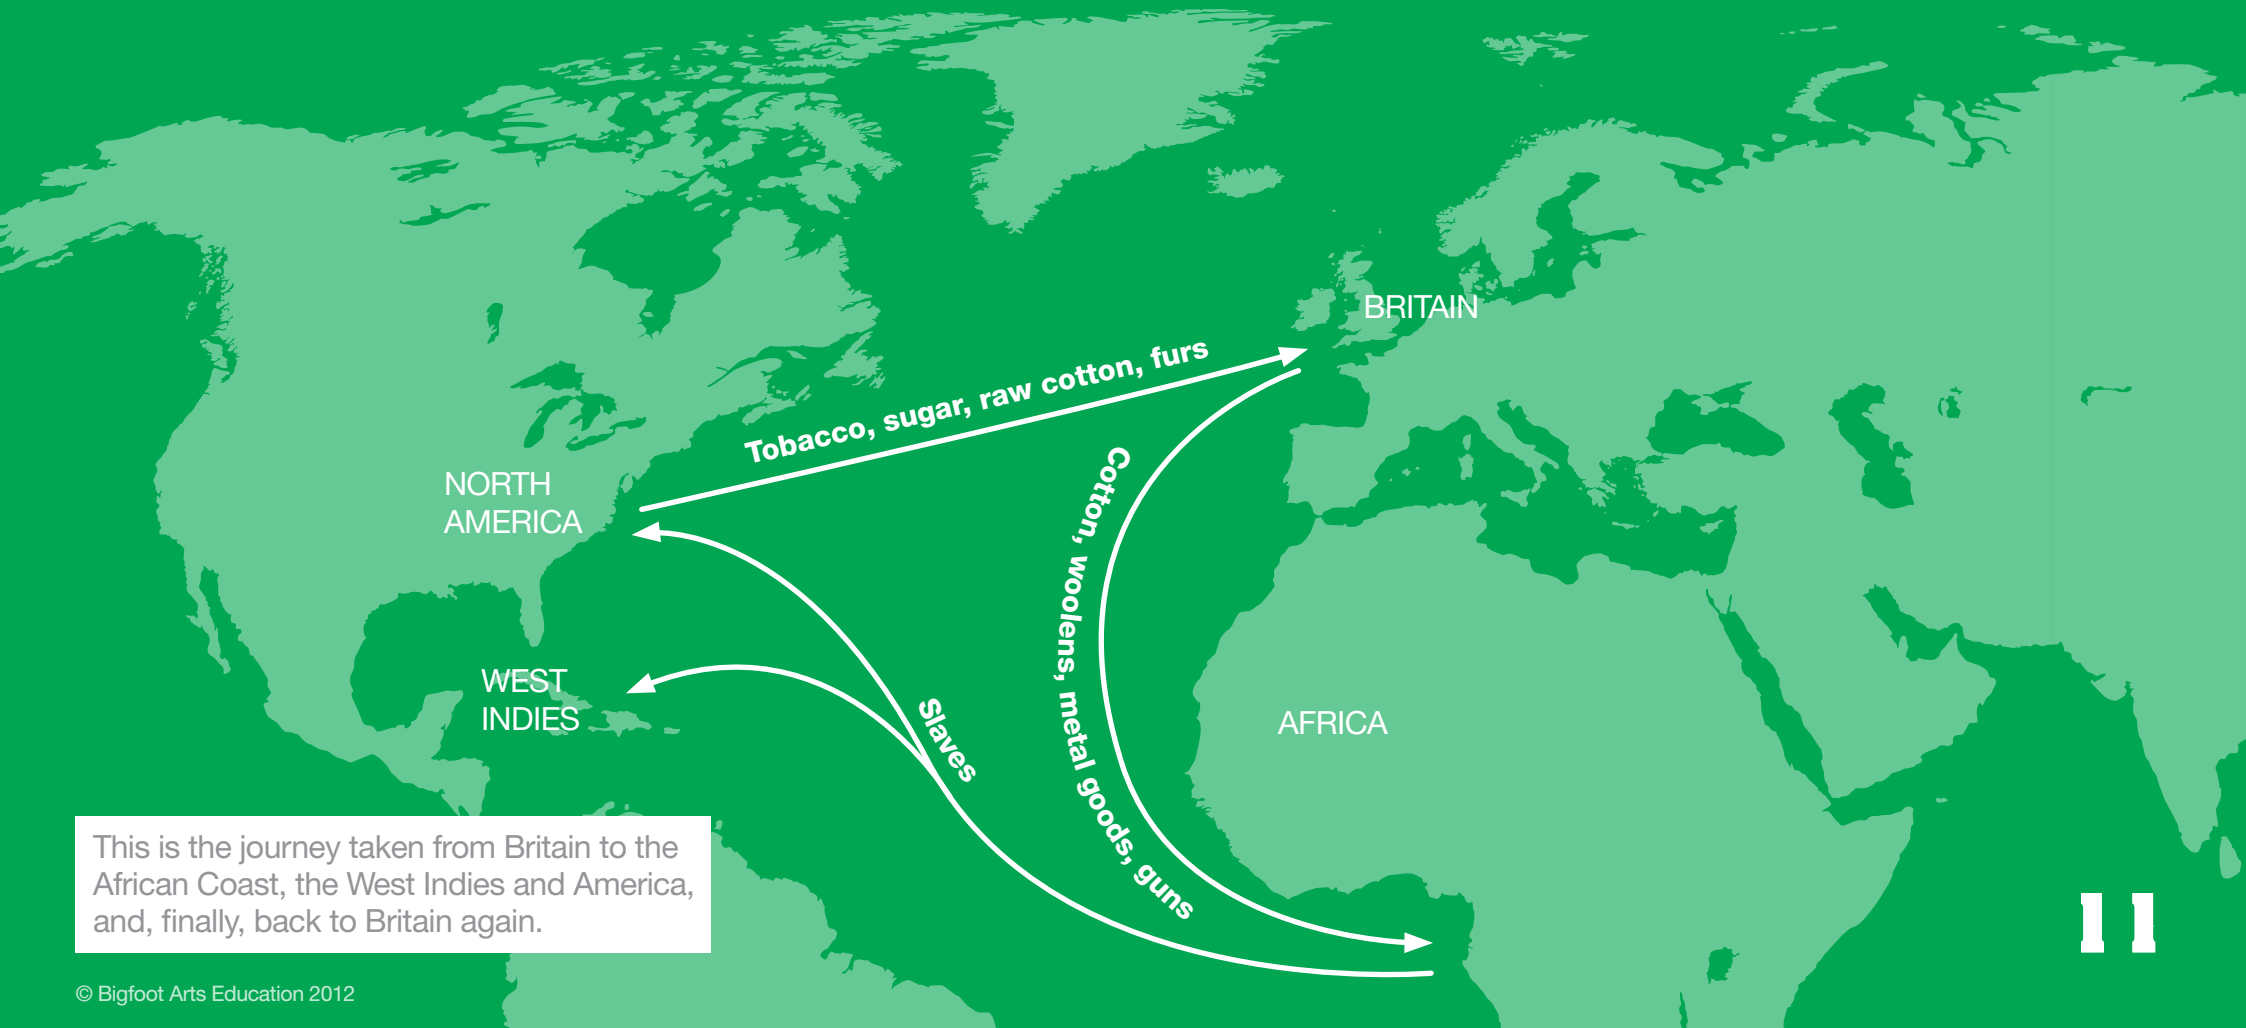 BRITAIN
Tobacco, sugar, raw cotton, furs
NORTH
AMERICA
Cotton, woolens, metal goods, guns
WEST
INDIES
Slaves
AFRICA
This is the journey taken from Britain to the
African Coast, the West Indies and America,
and, finally, back to Britain again.
11
© Bigfoot Arts Education 2012